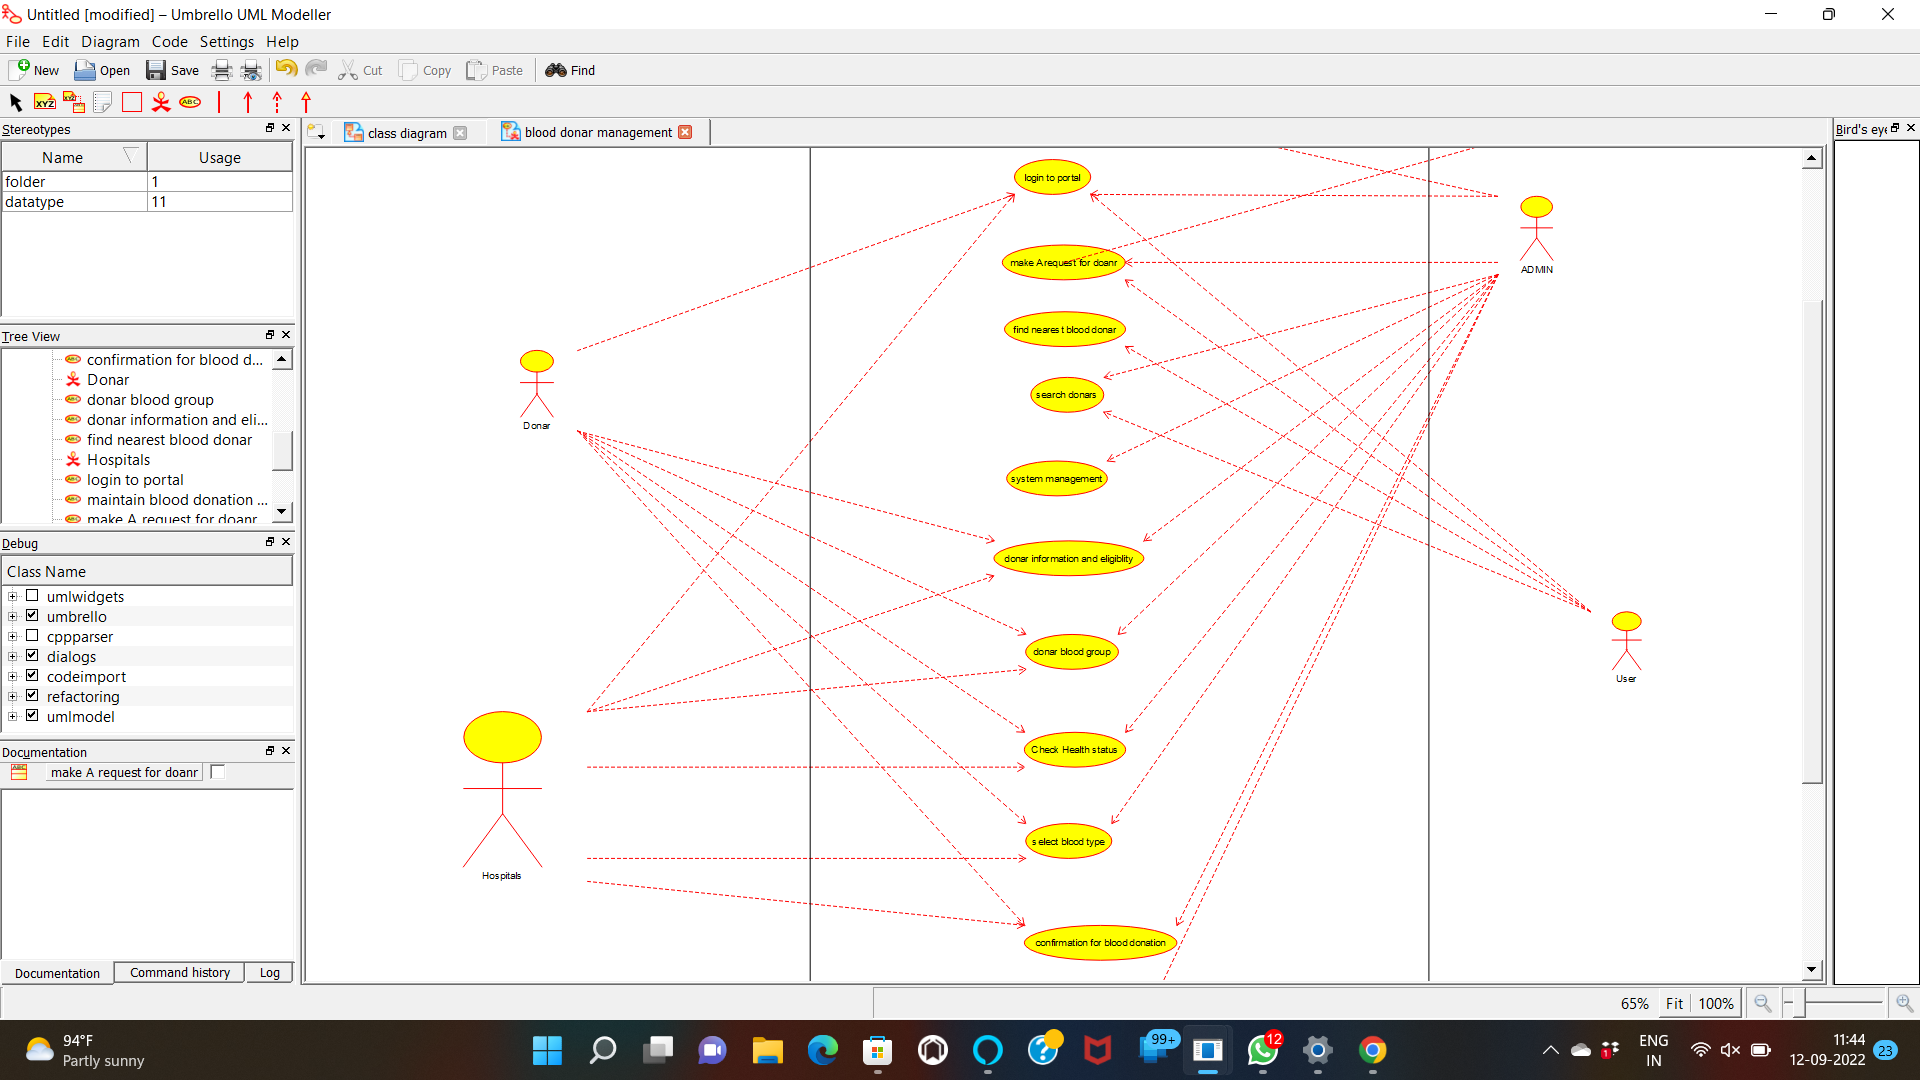 Untitled [modified] – Umbrello UML Modeller
File Edit Diagram Code Settings Help
New Open Save Cut Copy Paste Find
XYZ XYZ ABC
Stereotypes
Name Usage
folder 1
datatype 11
Tree View
confirmation for blood d...
Donar
donar blood group
donar information and eli...
find nearest blood donar
Hospitals
login to portal
maintain blood donation ...
make A request for doanr
Debug
Class Name
umlwidgets
umbrello
cppparser
dialogs
codeimport
refactoring
umlmodel
Documentation
make A request for doanr
Documentation Command history Log
class diagram
blood donar management
login to portal
make A request for doanr
find nearest blood donar
search donars
system management
donar information and eligiblity
donar blood group
Check Health status
select blood type
confirmation for blood donation
Donar
Hospitals
ADMIN
User
Bird's eye
65% Fit 100%
94°F
Partly sunny
99+
12
1
ENG
IN
11:44
12-09-2022
23